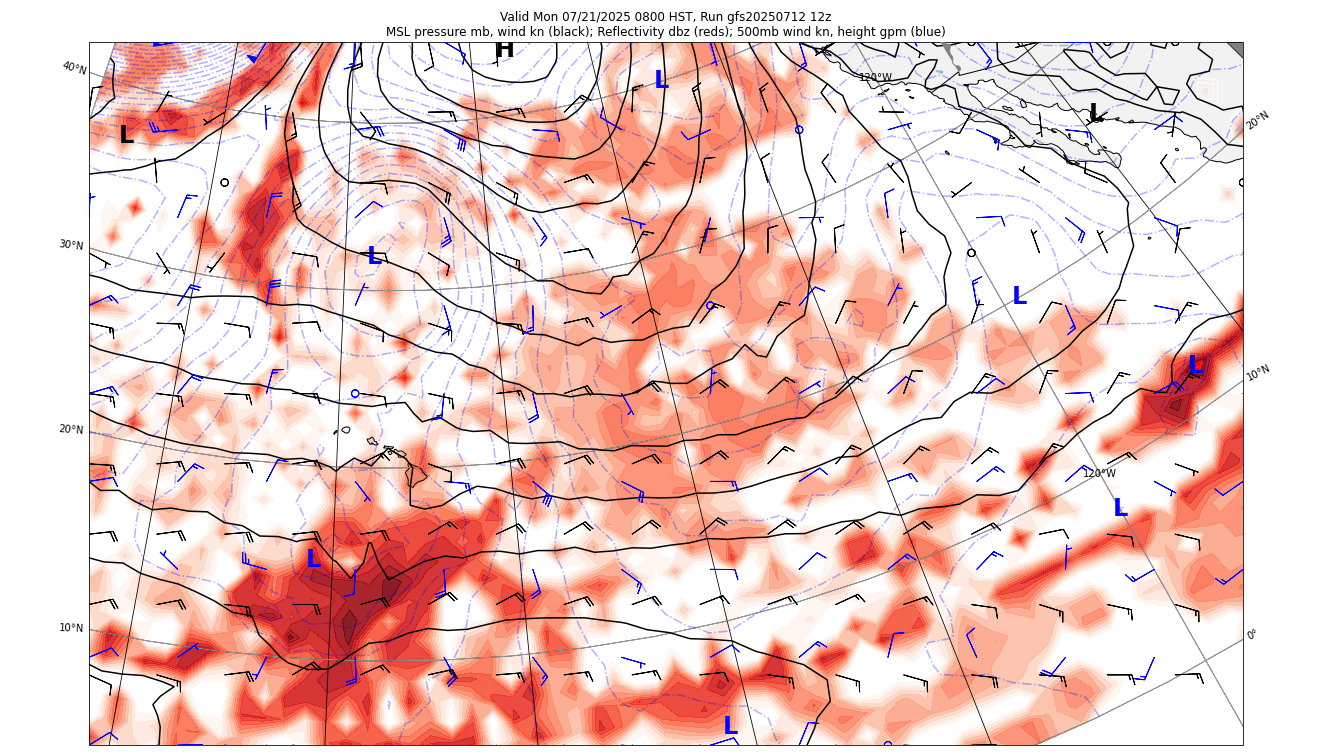 Valid Mon 07/21/2025 0800 HST, Run gfs20250712 12z
MSL pressure mb, wind kn (black); Reflectivity dbz (reds); 500mb wind kn, height gpm (blue)
H
40°N
L
120°W
L
L
20°N
30°N
L
L
L
10°N
20°N
120°W
L
L
10°N
0°
L